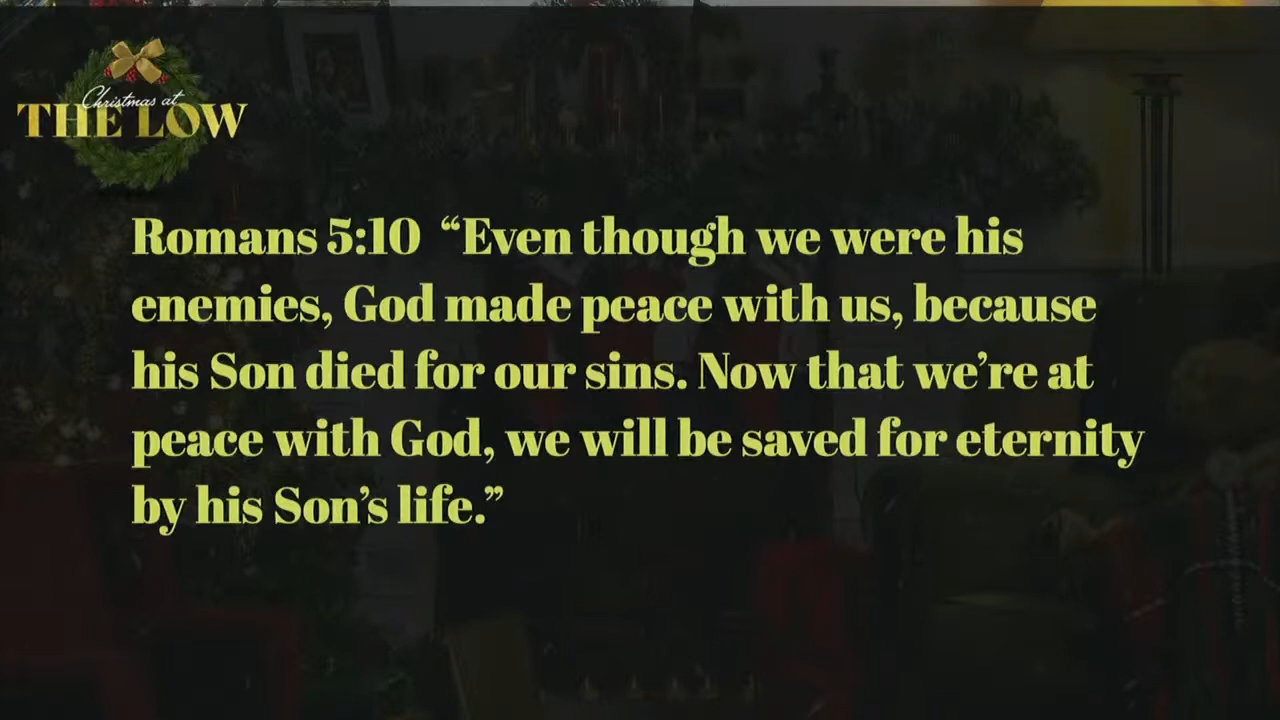 Christmas at
THE LOW
Romans 5:10 “Even though we were his
enemies, God made peace with us, because
his Son died for our sins. Now that we’re at
peace with God, we will be saved for eternity
by his Son’s life.”